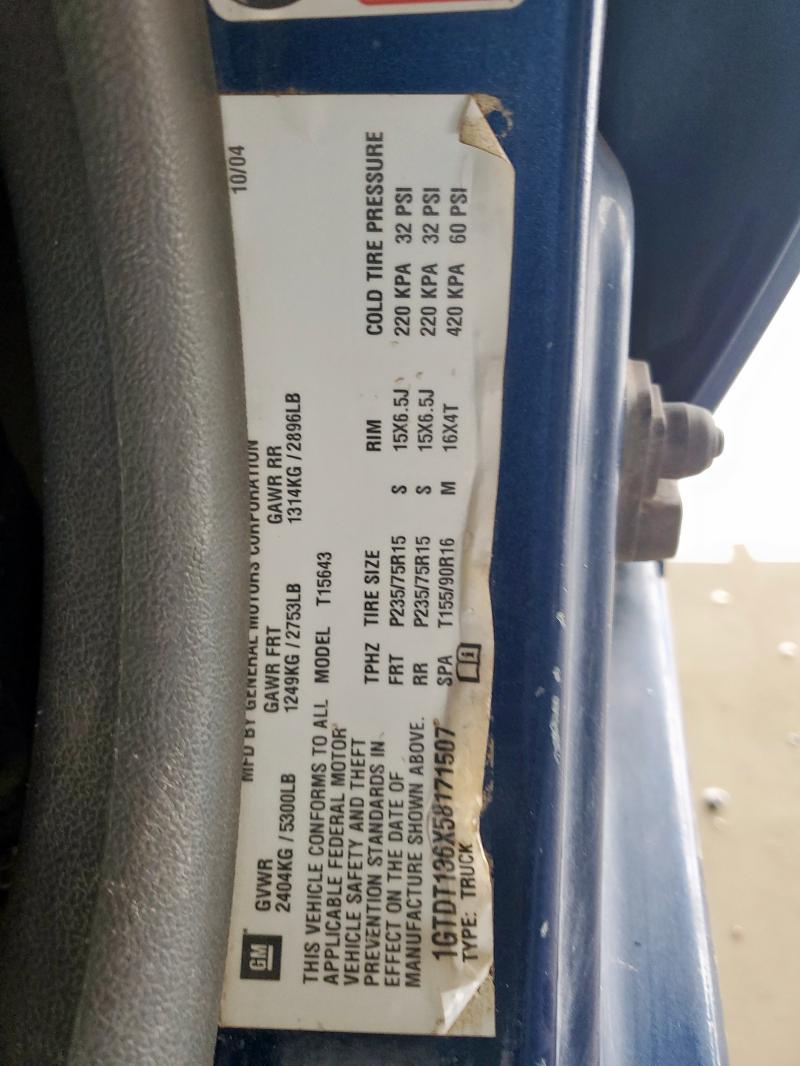 10/04
MFD BY GENERAL MOTORS CORPORATION
GM
GVWR GAWR FRT GAWR RR
2404KG / 5300LB 1249KG / 2753LB 1314KG / 2896LB
THIS VEHICLE CONFORMS TO ALL
APPLICABLE FEDERAL MOTOR
VEHICLE SAFETY AND THEFT
PREVENTION STANDARDS IN
EFFECT ON THE DATE OF
MANUFACTURE SHOWN ABOVE.
1GTDT136X58171507
TYPE: TRUCK
MODEL T15643
TPHZ TIRE SIZE RIM COLD TIRE PRESSURE
FRT P235/75R15 S 15X6.5J 220 KPA 32 PSI
RR P235/75R15 S 15X6.5J 220 KPA 32 PSI
SPA T155/90R16 M 16X4T 420 KPA 60 PSI